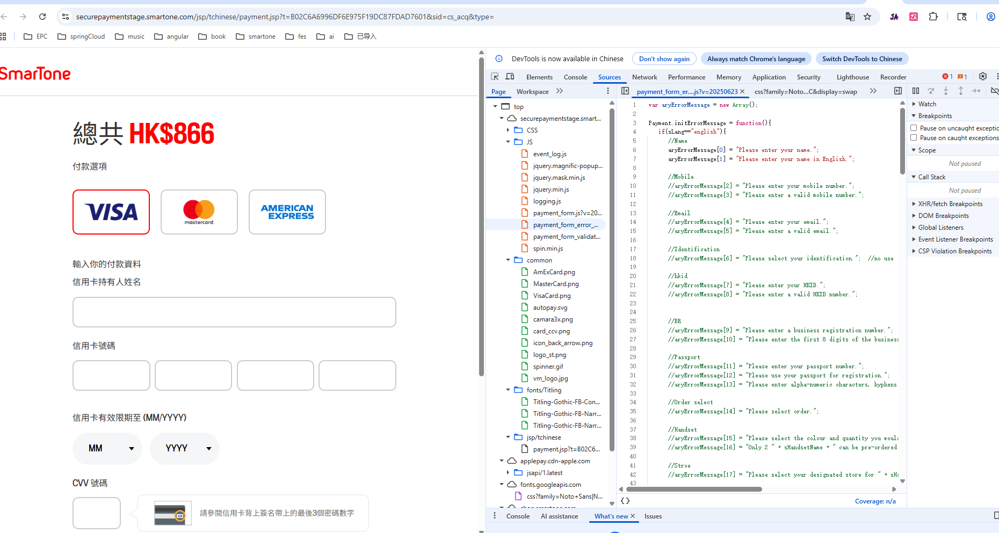 securepaymentstage.smartone.com/jsp/tchinese/payment.jsp?t=B02C6A6996DF6E975F19DC87FDAD7601&sid=cs_acq&type=
EPC
springCloud
music
angular
book
smartone
fes
ai
已导入
SmarTone
總共 HK$866
付款選項
VISA
mastercard
AMERICAN EXPRESS
輸入你的付款資料
信用卡持有人姓名
信用卡號碼
信用卡有效限期至 (MM/YYYY)
MM
YYYY
CVV 號碼
123
請參閱信用卡背上簽名帶上的最後3個密碼數字
DevTools is now available in Chinese
Don't show again
Always match Chrome's language
Switch DevTools to Chinese
Elements
Console
Sources
Network
Performance
Memory
Application
Security
Lighthouse
Recorder
1
1
Page
Workspace
top
securepaymentstage.smart...
CSS
JS
event_log.js
jquery.magnific-popup...
jquery.mask.min.js
jquery.min.js
logging.js
payment_form.js?v=20...
payment_form_error_...
payment_form_validat...
spin.min.js
common
AmExCard.png
MasterCard.png
VisaCard.png
autopay.svg
camara3x.png
card_ccv.png
icon_back_arrow.png
logo_st.png
spinner.gif
vm_logo.jpg
fonts/Titling
Titling-Gothic-FB-Con...
Titling-Gothic-FB-Narr...
Titling-Gothic-FB-Narr...
jsp/tchinese
payment.jsp?t=B02C6...
applepay.cdn-apple.com
jsapi/1.latest
fonts.googleapis.com
css?family=Noto+Sans|N...
payment_form_er....js?v=20250623
css?family=Noto...C&display=swap
1 var aryErrorMessage = new Array();
2
3 Payment.initErrorMessage = function(){
4 if(sLang=="english"){
5 //Name
6 aryErrorMessage[0] = "Please enter your name.";
7 aryErrorMessage[1] = "Please enter your name in English.";
8
9 //Mobile
10 //aryErrorMessage[2] = "Please enter your mobile number.";
11 //aryErrorMessage[3] = "Please enter a valid mobile number.";
12
13 //Email
14 //aryErrorMessage[4] = "Please enter your email.";
15 //aryErrorMessage[5] = "Please enter a valid email.";
16
17 //Identification
18 //aryErrorMessage[6] = "Please select your identification."; //no use
19
20 //hkid
21 //aryErrorMessage[7] = "Please enter your HKID.";
22 //aryErrorMessage[8] = "Please enter a valid HKID number.";
23
24
25 //BR
26 //aryErrorMessage[9] = "Please enter a business registration number.";
27 //aryErrorMessage[10] = "Please enter the first 8 digits of the business
28
29 //Passport
30 //aryErrorMessage[11] = "Please enter your passport number.";
31 //aryErrorMessage[12] = "Please use your passport for registration.";
32 //aryErrorMessage[13] = "Please enter alpha-numeric characters, hyphens
33
34 //Order select
35 //aryErrorMessage[14] = "Please select order.";
36
37 //Handset
38 //aryErrorMessage[15] = "Please select the colour and quantity you would
39 //aryErrorMessage[16] = "Only 2 " + sHandsetName + " can be pre-ordered
40
41 //Stroe
42 //aryErrorMessage[17] = "Please select your designated store for " + sHa
43
{}
Coverage: n/a
Watch
Breakpoints
Pause on uncaught exceptio
Pause on caught exceptions
Scope
Not paused
Call Stack
Not paused
XHR/fetch Breakpoints
DOM Breakpoints
Global Listeners
Event Listener Breakpoints
CSP Violation Breakpoints
Console
AI assistance
What's new
Issues